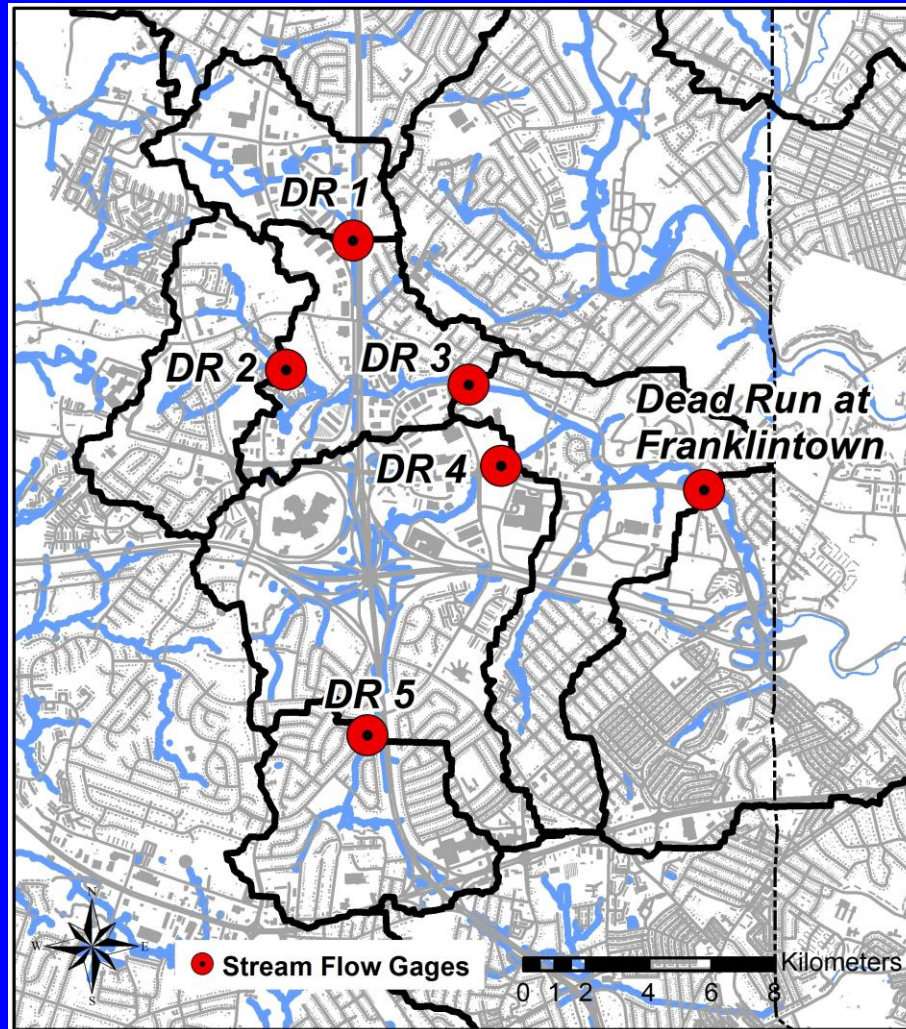 DR 1
DR 2
DR 3
Dead Run at
Franklintown
DR 4
DR 5
N
W
E
S
Stream Flow Gages
Kilometers
0 1 2 4 6 8